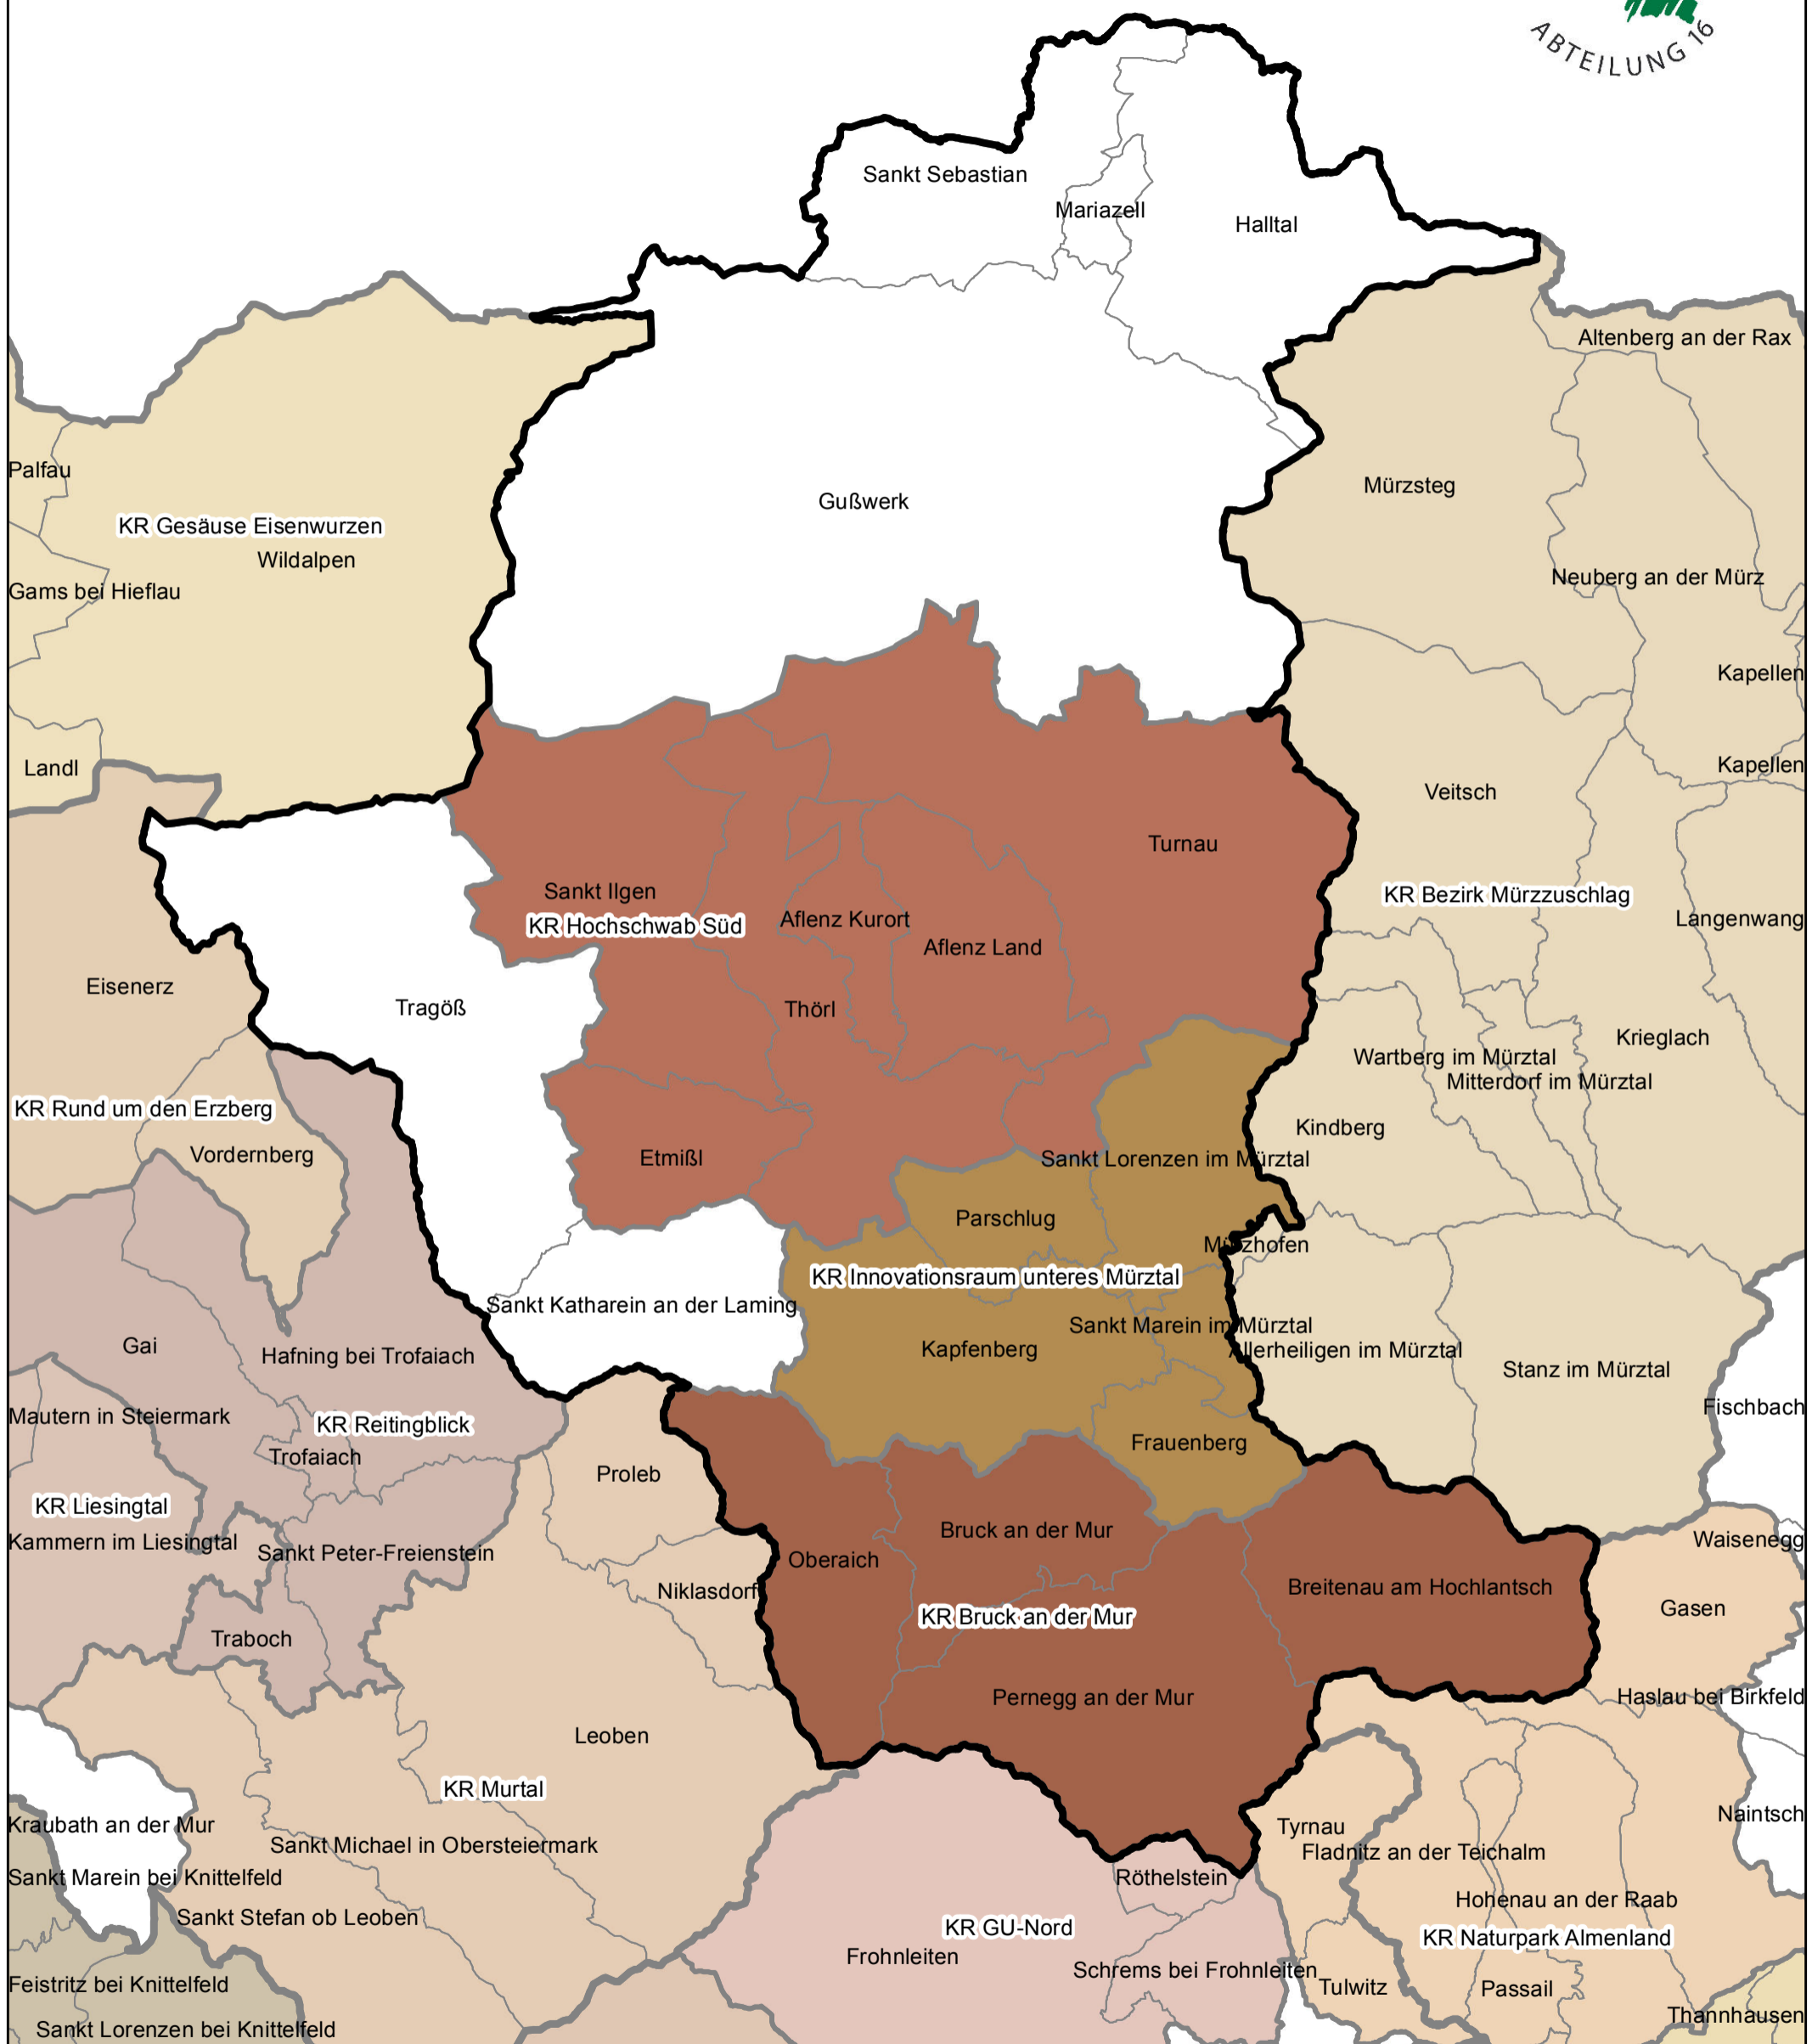 ABTEILUNG 16
Sankt Sebastian
Mariazell
Halltal
Altenberg an der Rax
Palfau
Mürzsteg
Gußwerk
KR Gesäuse Eisenwurzen
Wildalpen
Neuberg an der Mürz
Gams bei Hieflau
Kapellen
Kapellen
Landl
Veitsch
Turnau
Sankt Ilgen
KR Bezirk Mürzzuschlag
KR Hochschwab Süd
Aflenz Kurort
Langenwang
Aflenz Land
Eisenerz
Tragöß
Thörl
Krieglach
Wartberg im Mürztal
Mitterdorf im Mürztal
KR Rund um den Erzberg
Kindberg
Vordernberg
Etmißl
Sankt Lorenzen im Mürztal
Parschlug
Mürzhofen
KR Innovationsraum unteres Mürztal
Sankt Katharein an der Laming
Sankt Marein im Mürztal
Gai
Hafning bei Trofaiach
Kapfenberg
Allerheiligen im Mürztal
Stanz im Mürztal
Fischbach
Mautern in Steiermark
KR Reitingblick
Frauenberg
Trofaiach
Proleb
KR Liesingtal
Bruck an der Mur
Kammern im Liesingtal
Waisenegg
Sankt Peter-Freienstein
Oberaich
Niklasdorf
Breitenau am Hochlantsch
Gasen
KR Bruck an der Mur
Traboch
Pernegg an der Mur
Haslau bei Birkfeld
Leoben
KR Murtal
Naintsch
Kraubath an der Mur
Tyrnau
Sankt Michael in Obersteiermark
Fladnitz an der Teichalm
Sankt Marein bei Knittelfeld
Röthelstein
Hohenau an der Raab
Sankt Stefan ob Leoben
KR GU-Nord
KR Naturpark Almenland
Frohnleiten
Schrems bei Frohnleiten
Feistritz bei Knittelfeld
Tulwitz
Passail
Thannhausen
Sankt Lorenzen bei Knittelfeld